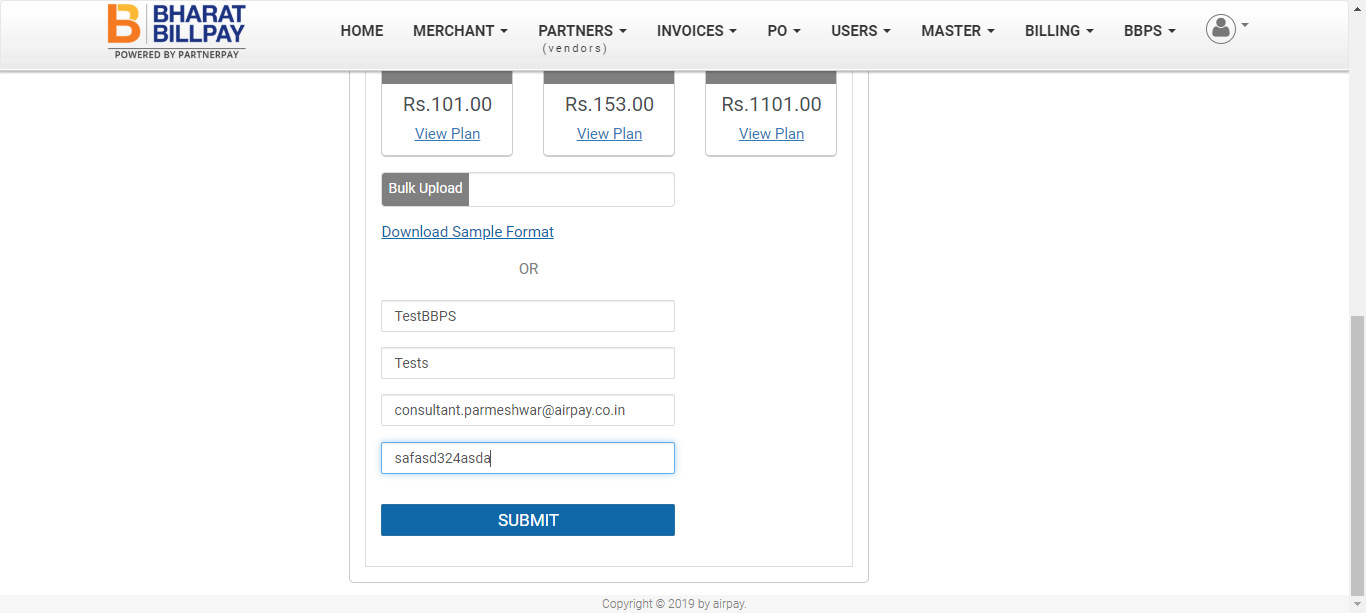 BHARAT
BILLPAY
POWERED BY PARTNERPAY
HOME MERCHANT PARTNERS INVOICES PO USERS MASTER BILLING BBPS
(vendors)
Rs.101.00 Rs.153.00 Rs.1101.00
View Plan View Plan View Plan
Bulk Upload
Download Sample Format
OR
TestBBPS
Tests
consultant.parmeshwar@airpay.co.in
safasd324asda
SUBMIT
Copyright © 2019 by airpay.